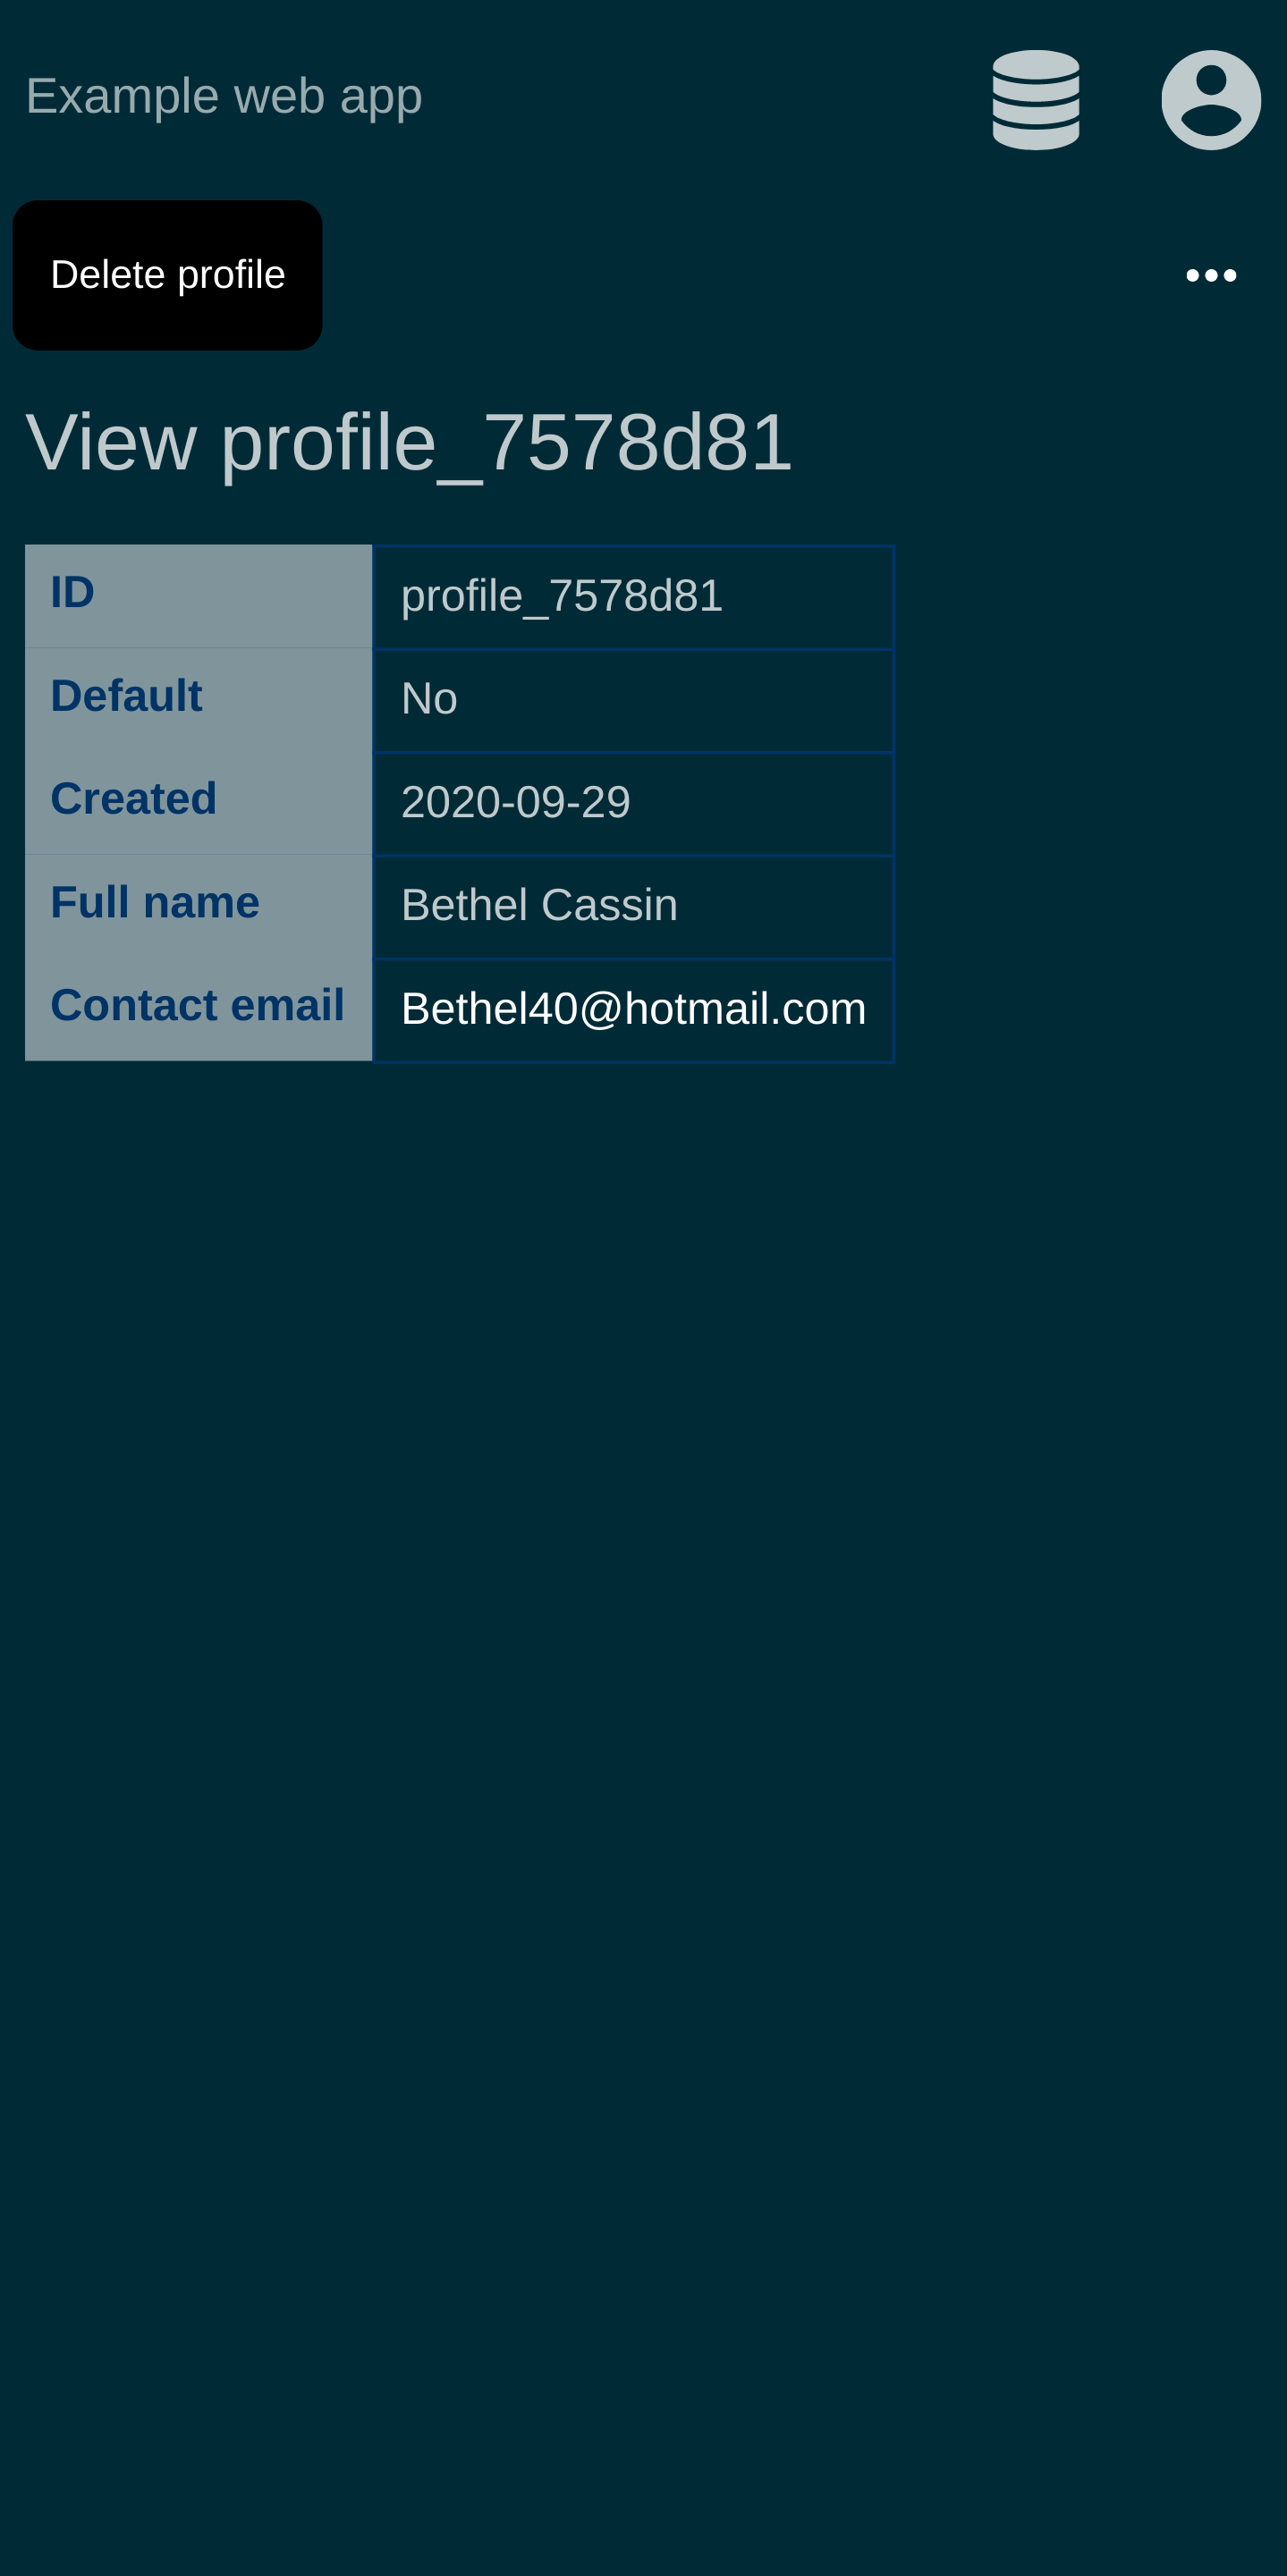 Example web app
Delete profile
View profile_7578d81
ID profile_7578d81
Default No
Created 2020-09-29
Full name Bethel Cassin
Contact email Bethel40@hotmail.com